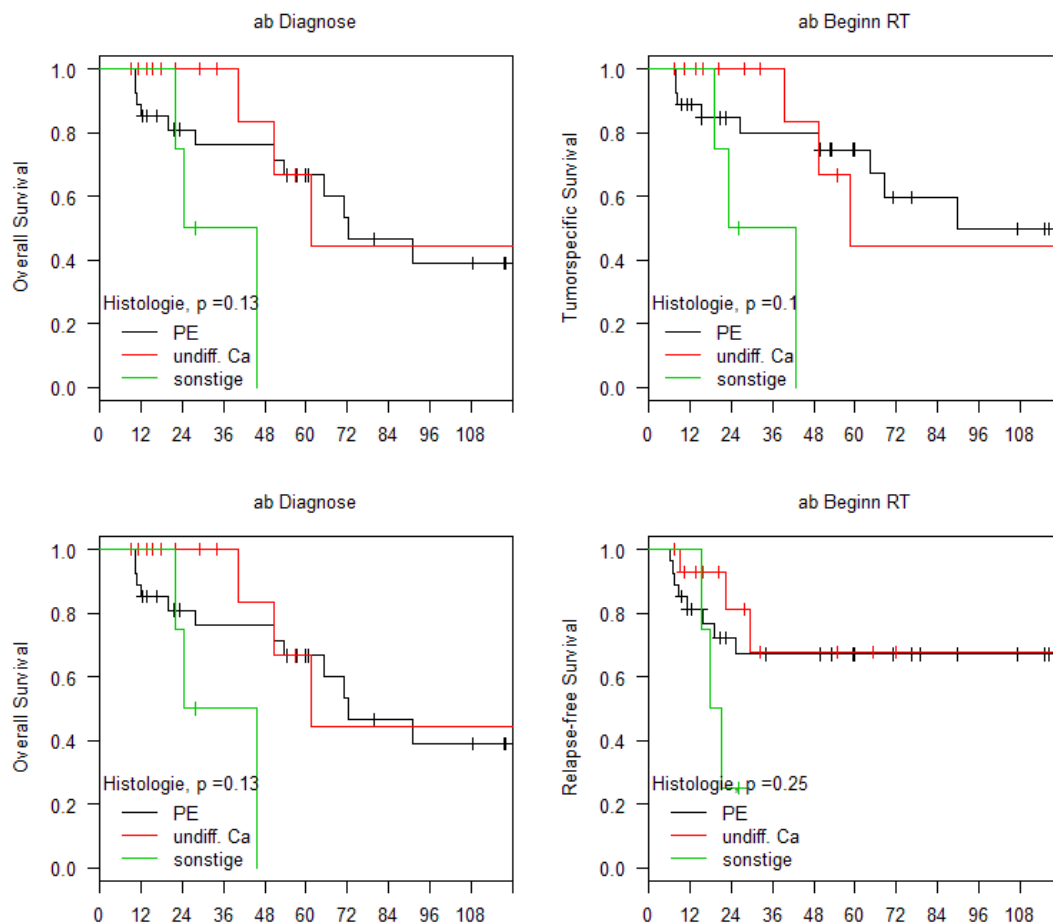 ab Diagnose
Overall Survival
1.0
0.8
0.6
0.4
0.2
0.0
Histologie, p =0.13
PE
undiff. Ca
sonstige
0 12 24 36 48 60 72 84 96 108
ab Beginn RT
Tumorspecific Survival
1.0
0.8
0.6
0.4
0.2
0.0
Histologie, p =0.1
PE
undiff. Ca
sonstige
0 12 24 36 48 60 72 84 96 108
ab Diagnose
Overall Survival
1.0
0.8
0.6
0.4
0.2
0.0
Histologie, p =0.13
PE
undiff. Ca
sonstige
0 12 24 36 48 60 72 84 96 108
ab Beginn RT
Relapse-free Survival
1.0
0.8
0.6
0.4
0.2
0.0
Histologie, p =0.25
PE
undiff. Ca
sonstige
0 12 24 36 48 60 72 84 96 108